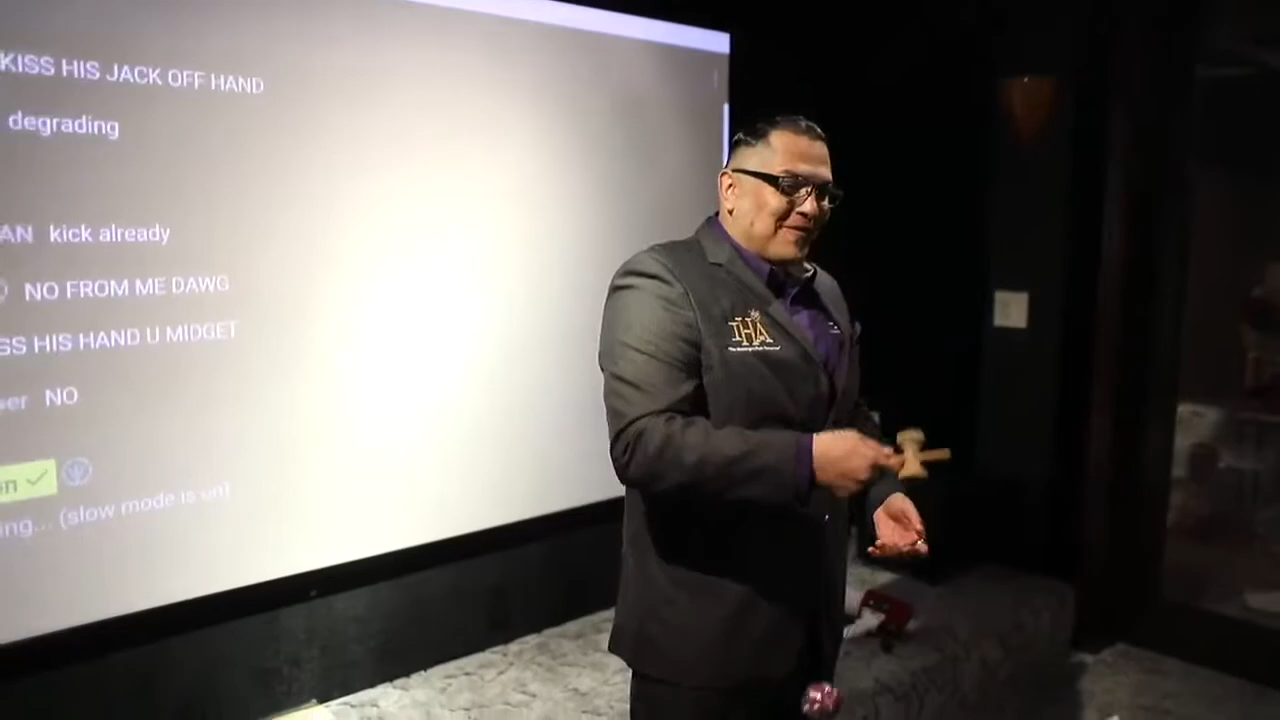 KISS HIS JACK OFF HAND
degrading
AN kick already
NO FROM ME DAWG
SS HIS HAND U MIDGET
ser NO
en
ing... (slow mode is on)
IHA